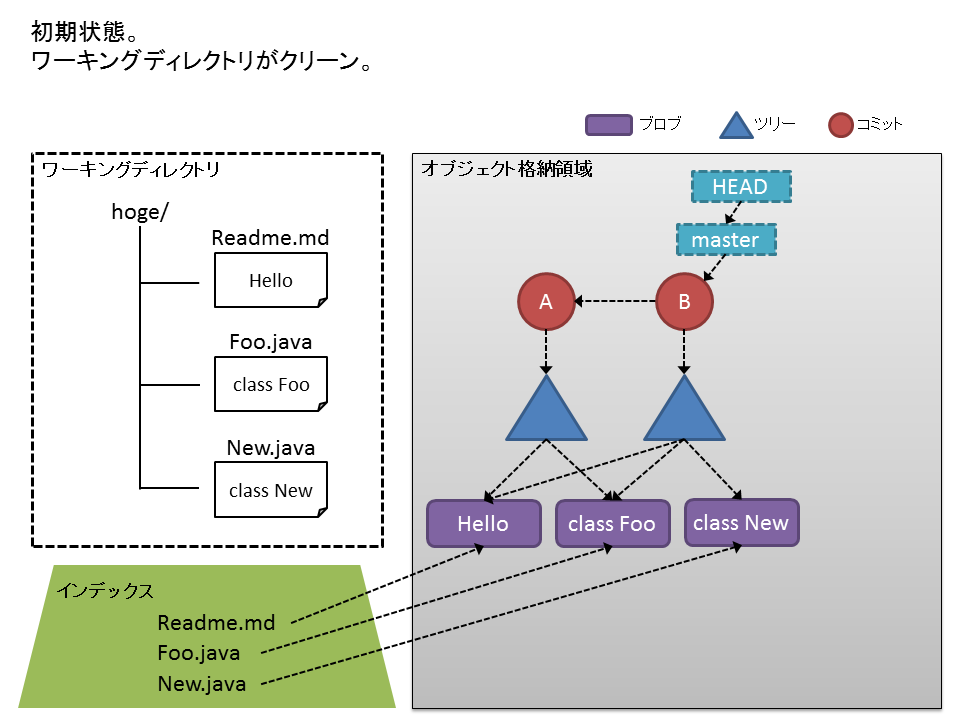 初期状態。
ワーキングディレクトリがクリーン。
ブロブ
ツリー
コミット
ワーキングディレクトリ
hoge/
Readme.md
Hello
Foo.java
class Foo
New.java
class New
オブジェクト格納領域
HEAD
master
A
B
Hello
class Foo
class New
インデックス
Readme.md
Foo.java
New.java